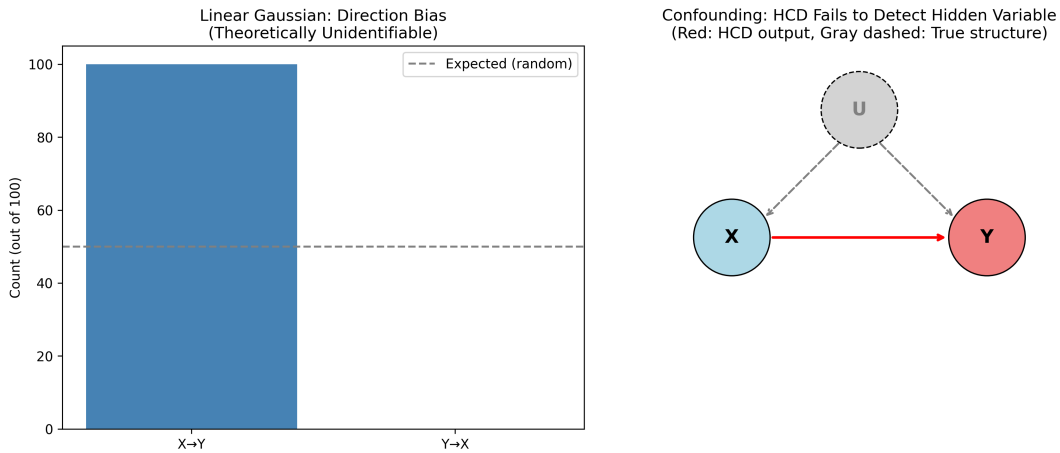 Linear Gaussian: Direction Bias
(Theoretically Unidentifiable)
Count (out of 100)
100
80
60
40
20
0
Expected (random)
X→Y
Y→X
Confounding: HCD Fails to Detect Hidden Variable
(Red: HCD output, Gray dashed: True structure)
U
X
Y